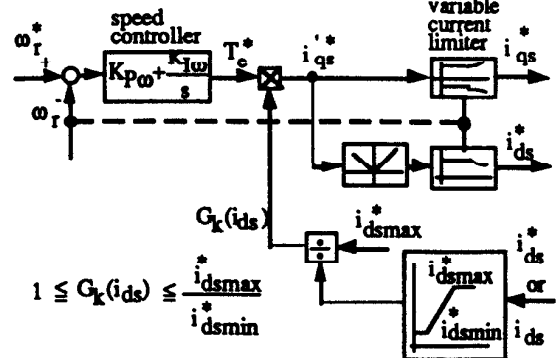 speed controller
variable current limiter
ω*r
+
Kpω + KIω/s
T*e
i'*qs
i*qs
ωr
-
i*ds
Gk(ids)
÷
i*dsmax
1 ≦ Gk(ids) ≦ i*dsmax / i*dsmin
i*dsmax
i*dsmin
i*ds
or
ids